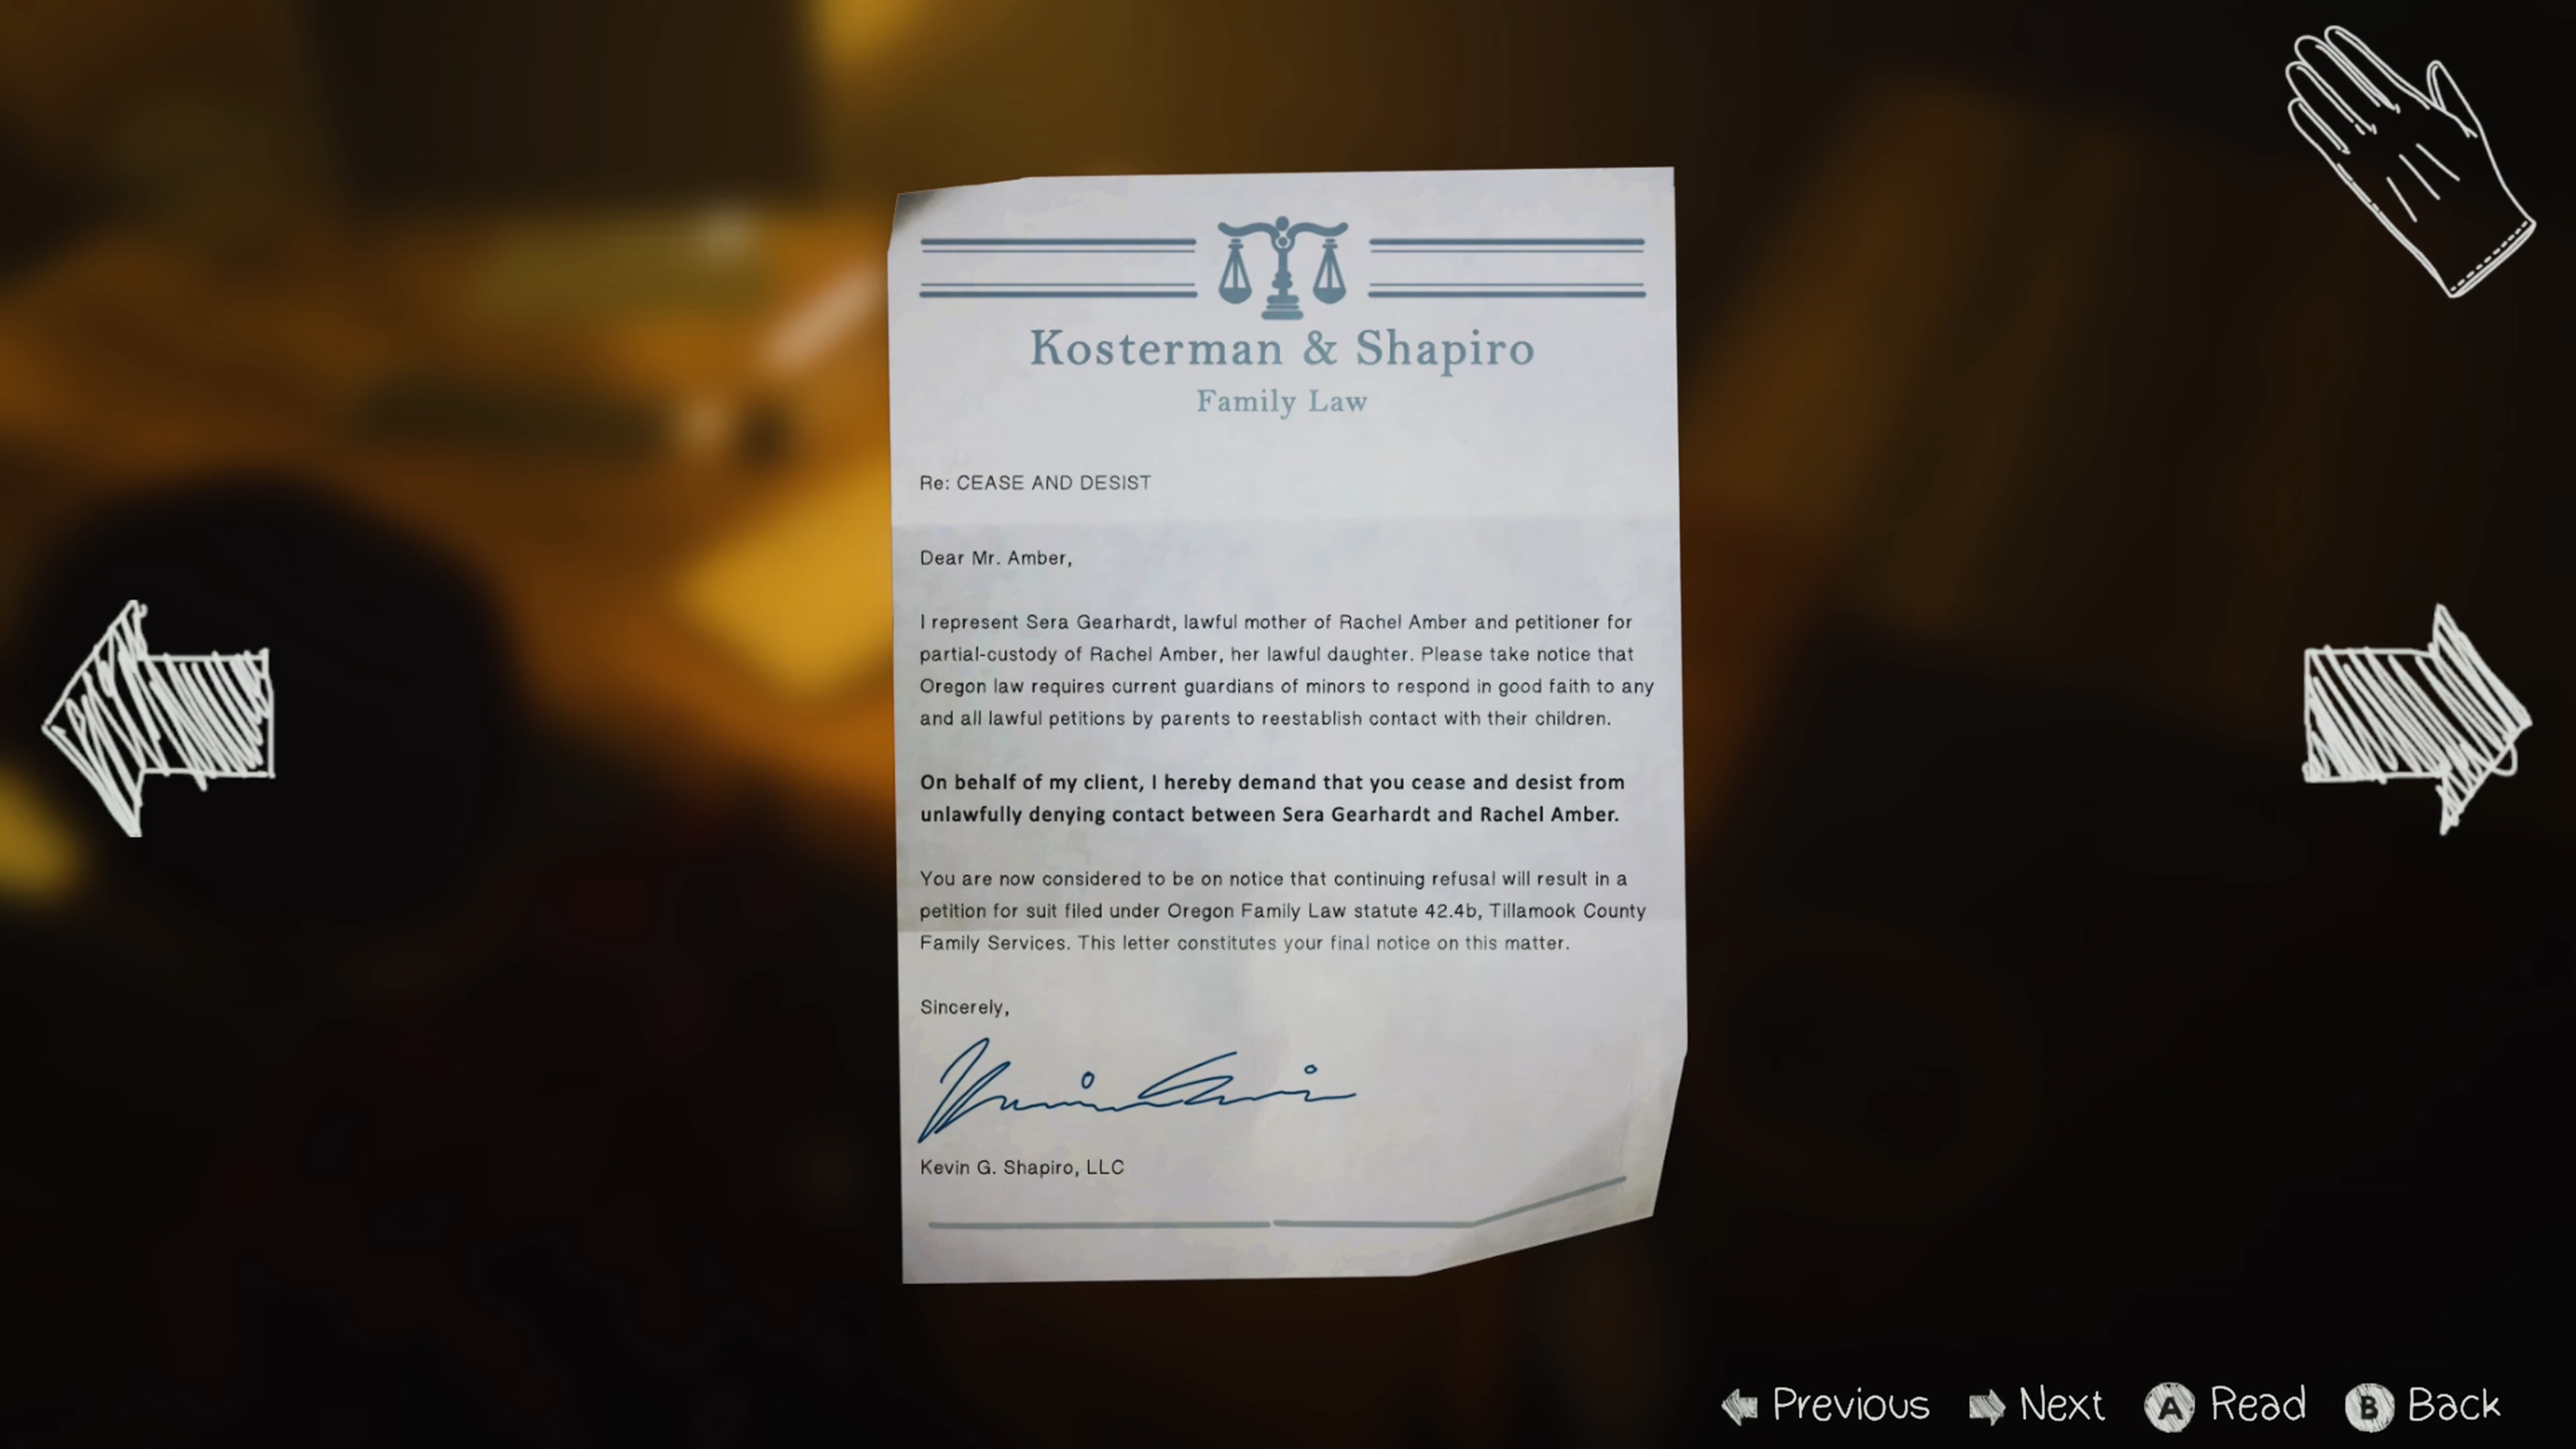 Kosterman & Shapiro
Family Law
Re: CEASE AND DESIST
Dear Mr. Amber,
I represent Sera Gearhardt, lawful mother of Rachel Amber and petitioner for
partial-custody of Rachel Amber, her lawful daughter. Please take notice that
Oregon law requires current guardians of minors to respond in good faith to any
and all lawful petitions by parents to reestablish contact with their children.
On behalf of my client, I hereby demand that you cease and desist from
unlawfully denying contact between Sera Gearhardt and Rachel Amber.
You are now considered to be on notice that continuing refusal will result in a
petition for suit filed under Oregon Family Law statute 42.4b, Tillamook County
Family Services. This letter constitutes your final notice on this matter.
Sincerely,
Kevin G. Shapiro, LLC
Previous Next A Read B Back